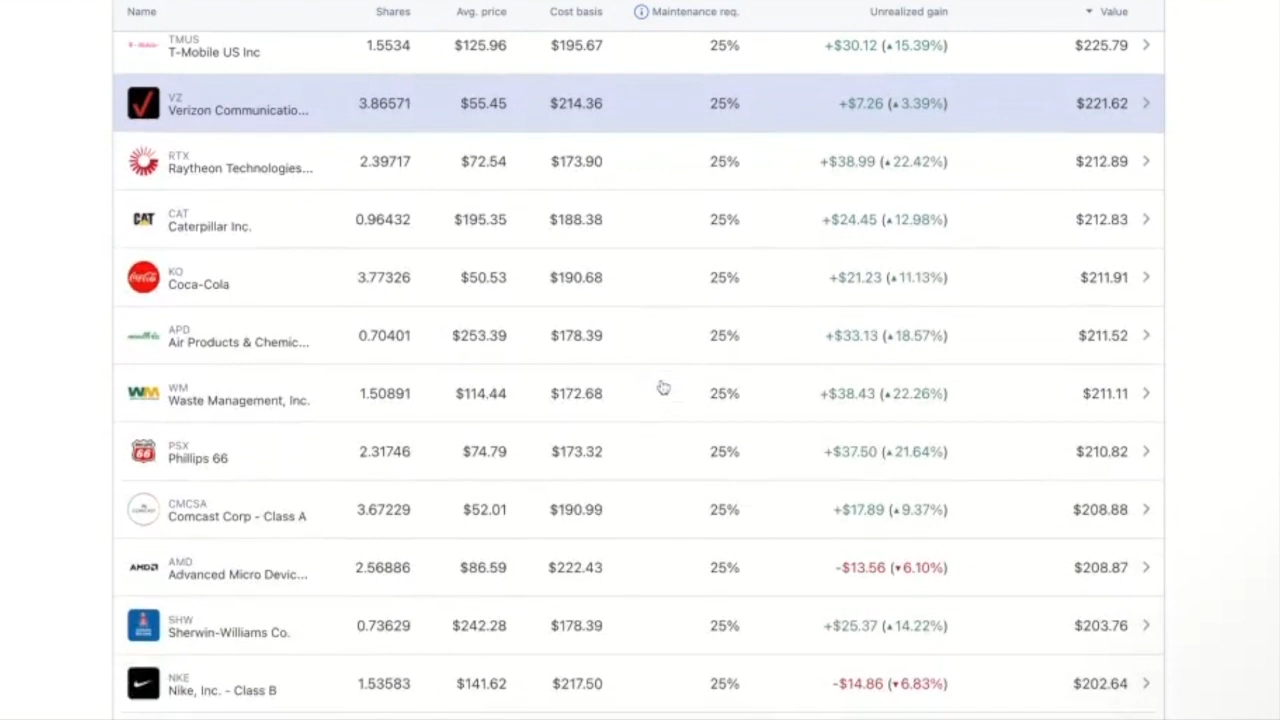 Name Shares Avg. price Cost basis Maintenance req. Unrealized gain Value
TMUS
T-Mobile US Inc 1.5534 $125.96 $195.67 25% +$30.12 (▲15.39%) $225.79
VZ
Verizon Communicatio... 3.86571 $55.45 $214.36 25% +$7.26 (▲3.39%) $221.62
RTX
Raytheon Technologies... 2.39717 $72.54 $173.90 25% +$38.99 (▲22.42%) $212.89
CAT
CAT
Caterpillar Inc. 0.96432 $195.35 $188.38 25% +$24.45 (▲12.98%) $212.83
Coca-Cola
KO
Coca-Cola 3.77326 $50.53 $190.68 25% +$21.23 (▲11.13%) $211.91
APD
Air Products & Chemic... 0.70401 $253.39 $178.39 25% +$33.13 (▲18.57%) $211.52
WM
WM
Waste Management, Inc. 1.50891 $114.44 $172.68 25% +$38.43 (▲22.26%) $211.11
66
PSX
Phillips 66 2.31746 $74.79 $173.32 25% +$37.50 (▲21.64%) $210.82
COMCAST
CMCSA
Comcast Corp - Class A 3.67229 $52.01 $190.99 25% +$17.89 (▲9.37%) $208.88
AMD
AMD
Advanced Micro Devic... 2.56886 $86.59 $222.43 25% -$13.56 (▼6.10%) $208.87
SHW
Sherwin-Williams Co. 0.73629 $242.28 $178.39 25% +$25.37 (▲14.22%) $203.76
NKE
Nike, Inc. - Class B 1.53583 $141.62 $217.50 25% -$14.86 (▼6.83%) $202.64